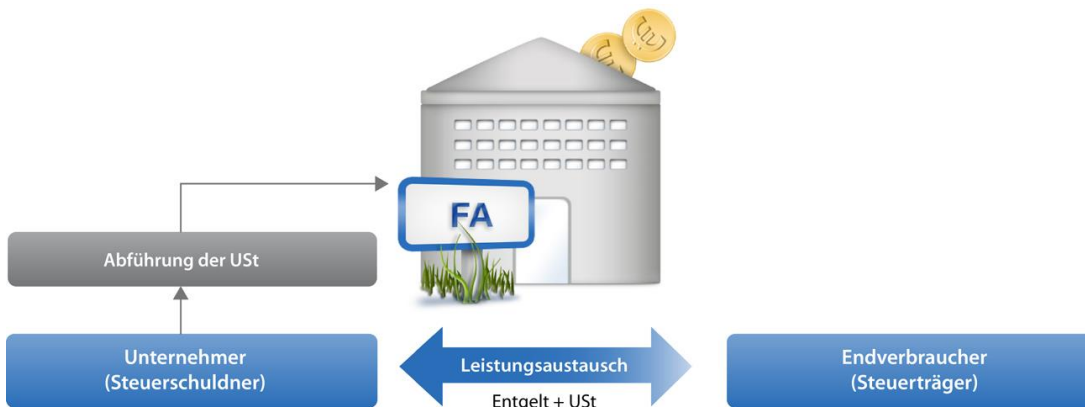 FA
Abführung der USt
Unternehmer
(Steuerschuldner)
Leistungsaustausch
Entgelt + USt
Endverbraucher
(Steuerträger)